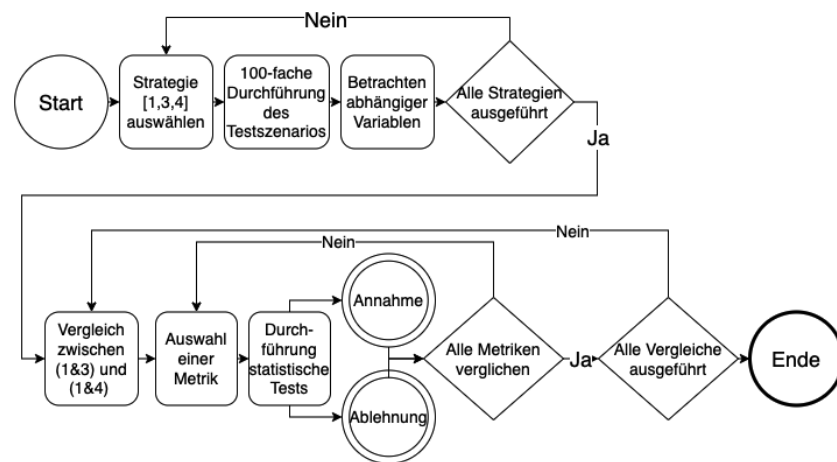 Nein
Start
Strategie
[1,3,4]
auswählen
100-fache
Durchführung
des
Testszenarios
Betrachten
abhängiger
Variablen
Alle Strategien
ausgeführt
Ja
Nein
Nein
Vergleich
zwischen
(1&3) und
(1&4)
Auswahl
einer
Metrik
Durch-
führung
statistische
Tests
Annahme
Ablehnung
Alle Metriken
verglichen
Ja
Alle Vergleiche
ausgeführt
Ende